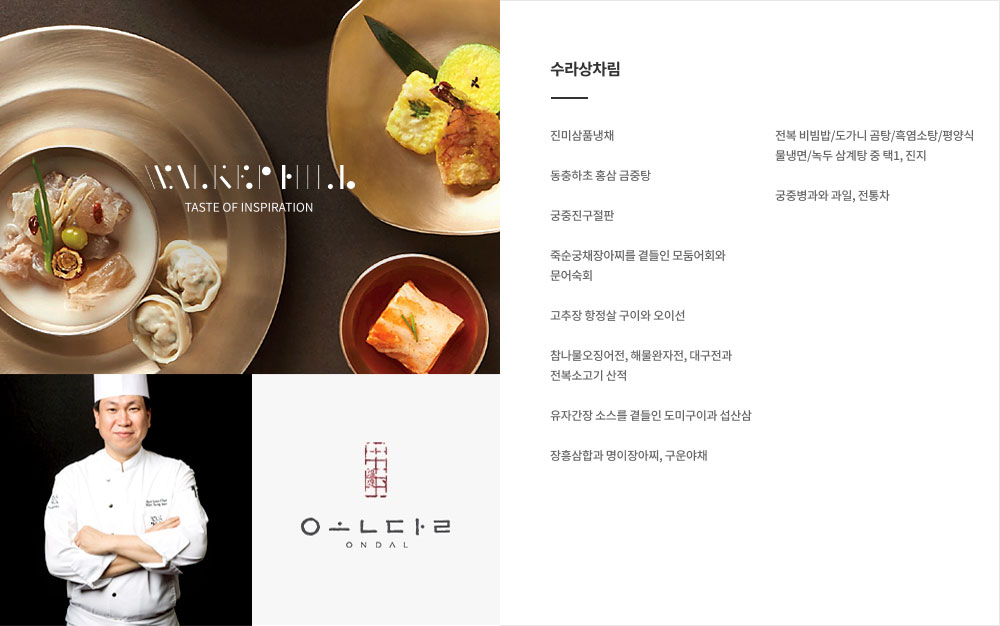 WALKERHILL
TASTE OF INSPIRATION
온달
ONDAL
수라상차림
진미삼품냉채
동충하초 홍삼 금중탕
궁중진구절판
죽순궁채장아찌를 곁들인 모둠어회와
문어숙회
고추장 항정살 구이와 오이선
참나물오징어전, 해물완자전, 대구전과
전복소고기 산적
유자간장 소스를 곁들인 도미구이과 섭산삼
장흥삼합과 명이장아찌, 구운야채
전복 비빔밥/도가니 곰탕/흑염소탕/평양식
물냉면/녹두 삼계탕 중 택1, 진지
궁중병과와 과일, 전통차